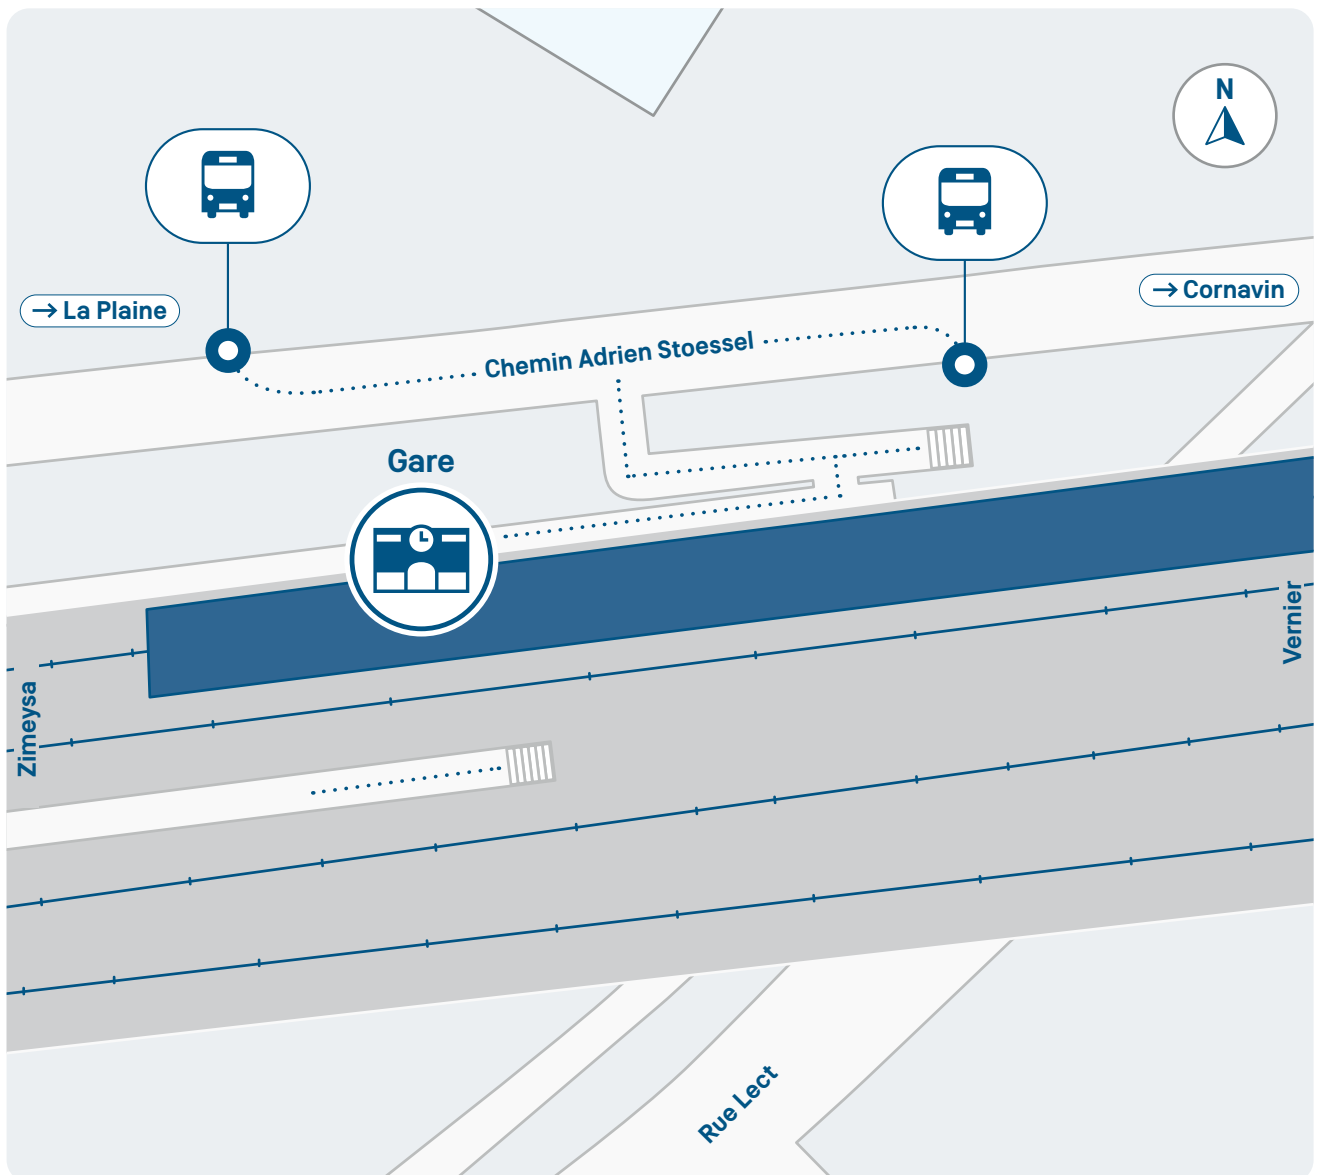 N
→ La Plaine
→ Cornavin
Chemin Adrien Stoessel
Gare
Vernier
Zimeysa
Rue Lect